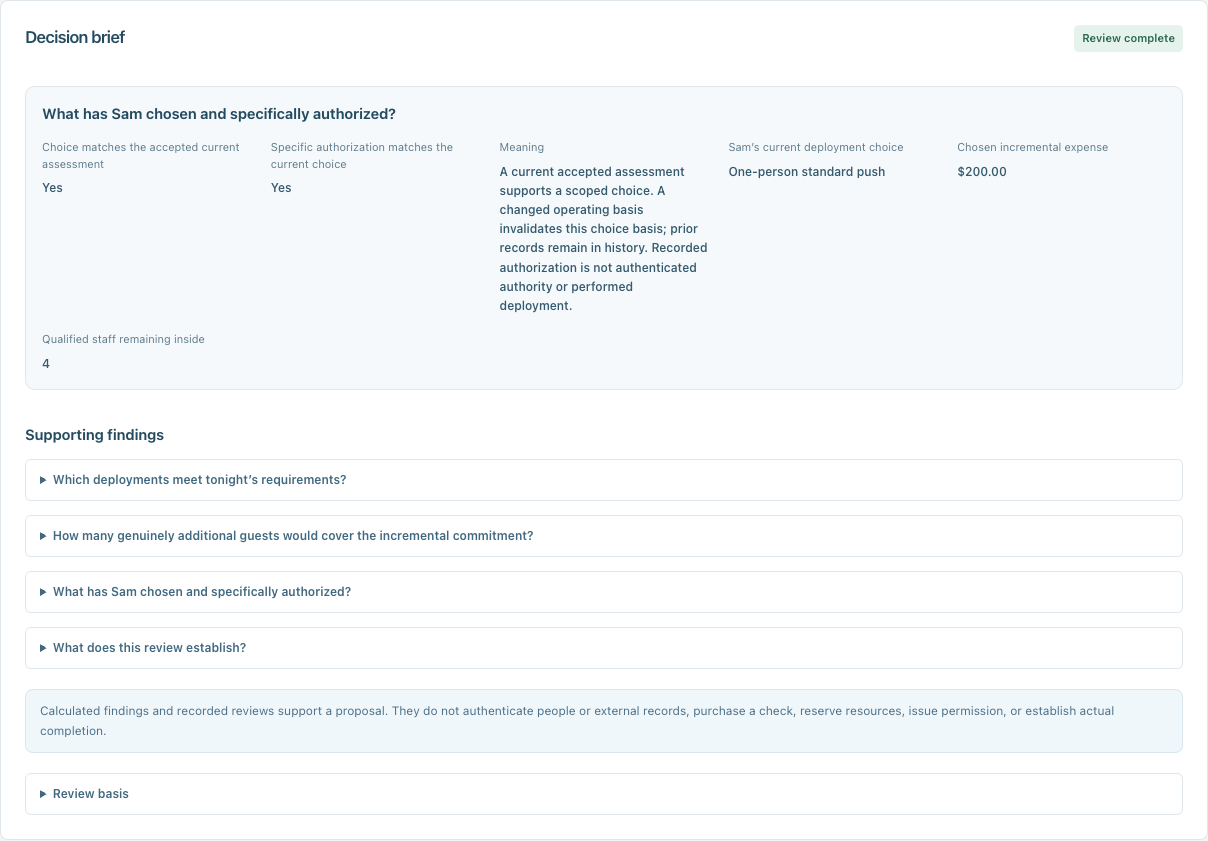 Decision brief
Review complete
What has Sam chosen and specifically authorized?
Choice matches the accepted current
assessment
Yes
Specific authorization matches the
current choice
Yes
Meaning
A current accepted assessment
supports a scoped choice. A
changed operating basis
invalidates this choice basis; prior
records remain in history. Recorded
authorization is not authenticated
authority or performed
deployment.
Sam's current deployment choice
One-person standard push
Chosen incremental expense
$200.00
Qualified staff remaining inside
4
Supporting findings
Which deployments meet tonight's requirements?
How many genuinely additional guests would cover the incremental commitment?
What has Sam chosen and specifically authorized?
What does this review establish?
Calculated findings and recorded reviews support a proposal. They do not authenticate people or external records, purchase a check, reserve resources, issue permission, or establish actual
completion.
Review basis